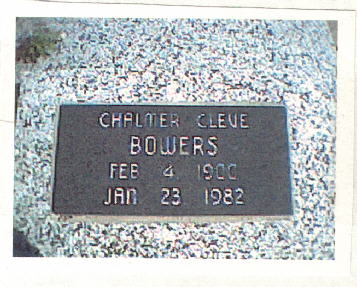 CHALMER CLEVE
BOWERS
FEB 4 1900
JAN 23 1982